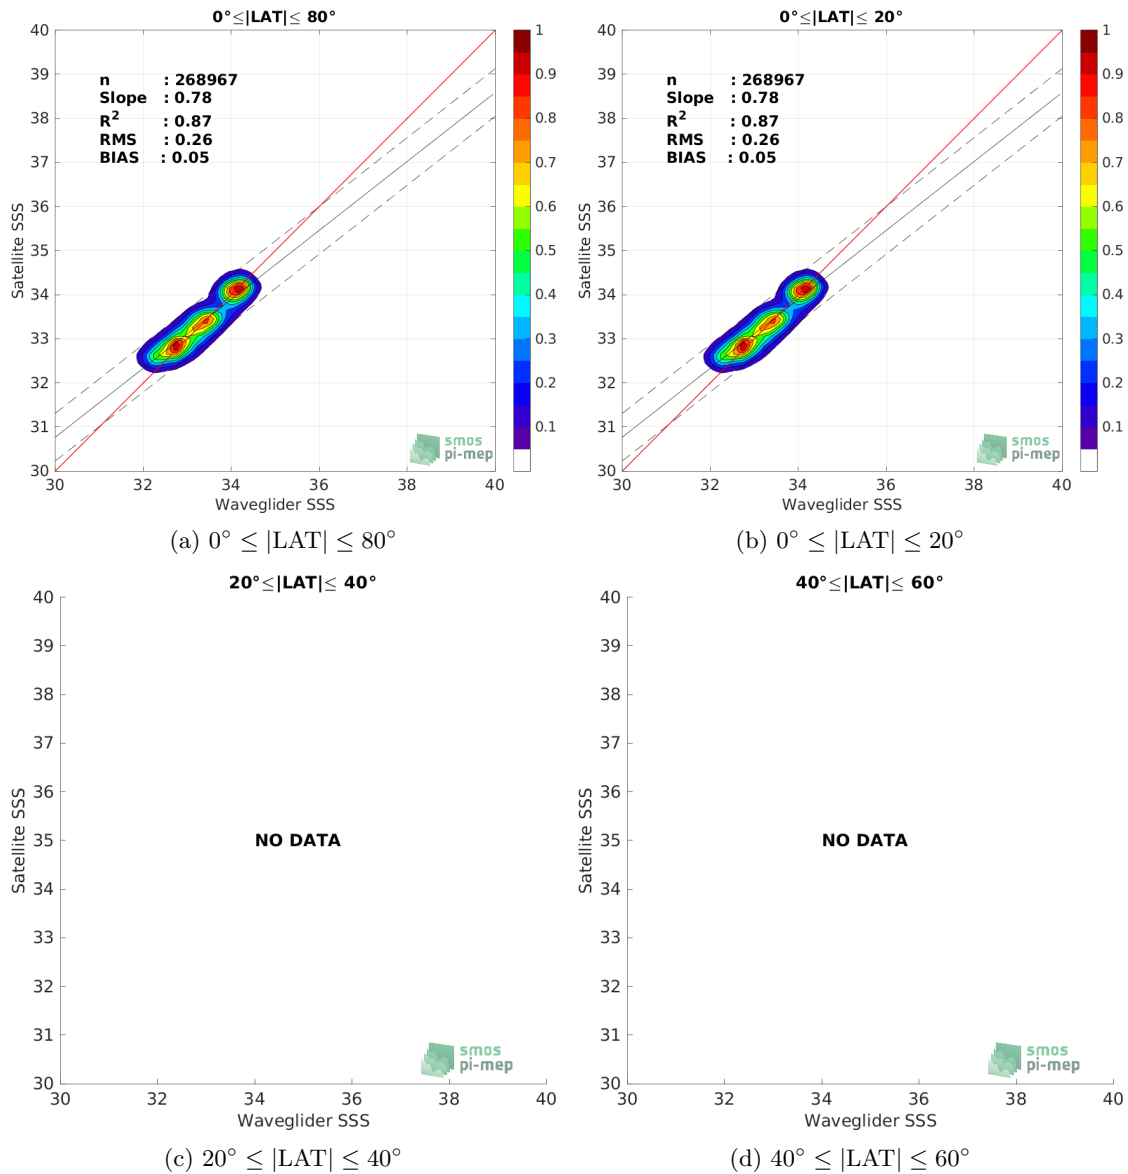 0°≤|LAT|≤ 80°
40
39
38
37
36
35
34
33
32
31
30
Satellite SSS
n : 268967
Slope : 0.78
R² : 0.87
RMS : 0.26
BIAS : 0.05
smos
pi-mep
30 32 34 36 38 40
Waveglider SSS
1
0.9
0.8
0.7
0.6
0.5
0.4
0.3
0.2
0.1
(a) 0° ≤ |LAT| ≤ 80°
0°≤|LAT|≤ 20°
40
39
38
37
36
35
34
33
32
31
30
Satellite SSS
n : 268967
Slope : 0.78
R² : 0.87
RMS : 0.26
BIAS : 0.05
smos
pi-mep
30 32 34 36 38 40
Waveglider SSS
1
0.9
0.8
0.7
0.6
0.5
0.4
0.3
0.2
0.1
(b) 0° ≤ |LAT| ≤ 20°
20°≤|LAT|≤ 40°
40
39
38
37
36
35
34
33
32
31
30
Satellite SSS
NO DATA
smos
pi-mep
30 32 34 36 38 40
Waveglider SSS
(c) 20° ≤ |LAT| ≤ 40°
40°≤|LAT|≤ 60°
40
39
38
37
36
35
34
33
32
31
30
Satellite SSS
NO DATA
smos
pi-mep
30 32 34 36 38 40
Waveglider SSS
(d) 40° ≤ |LAT| ≤ 60°